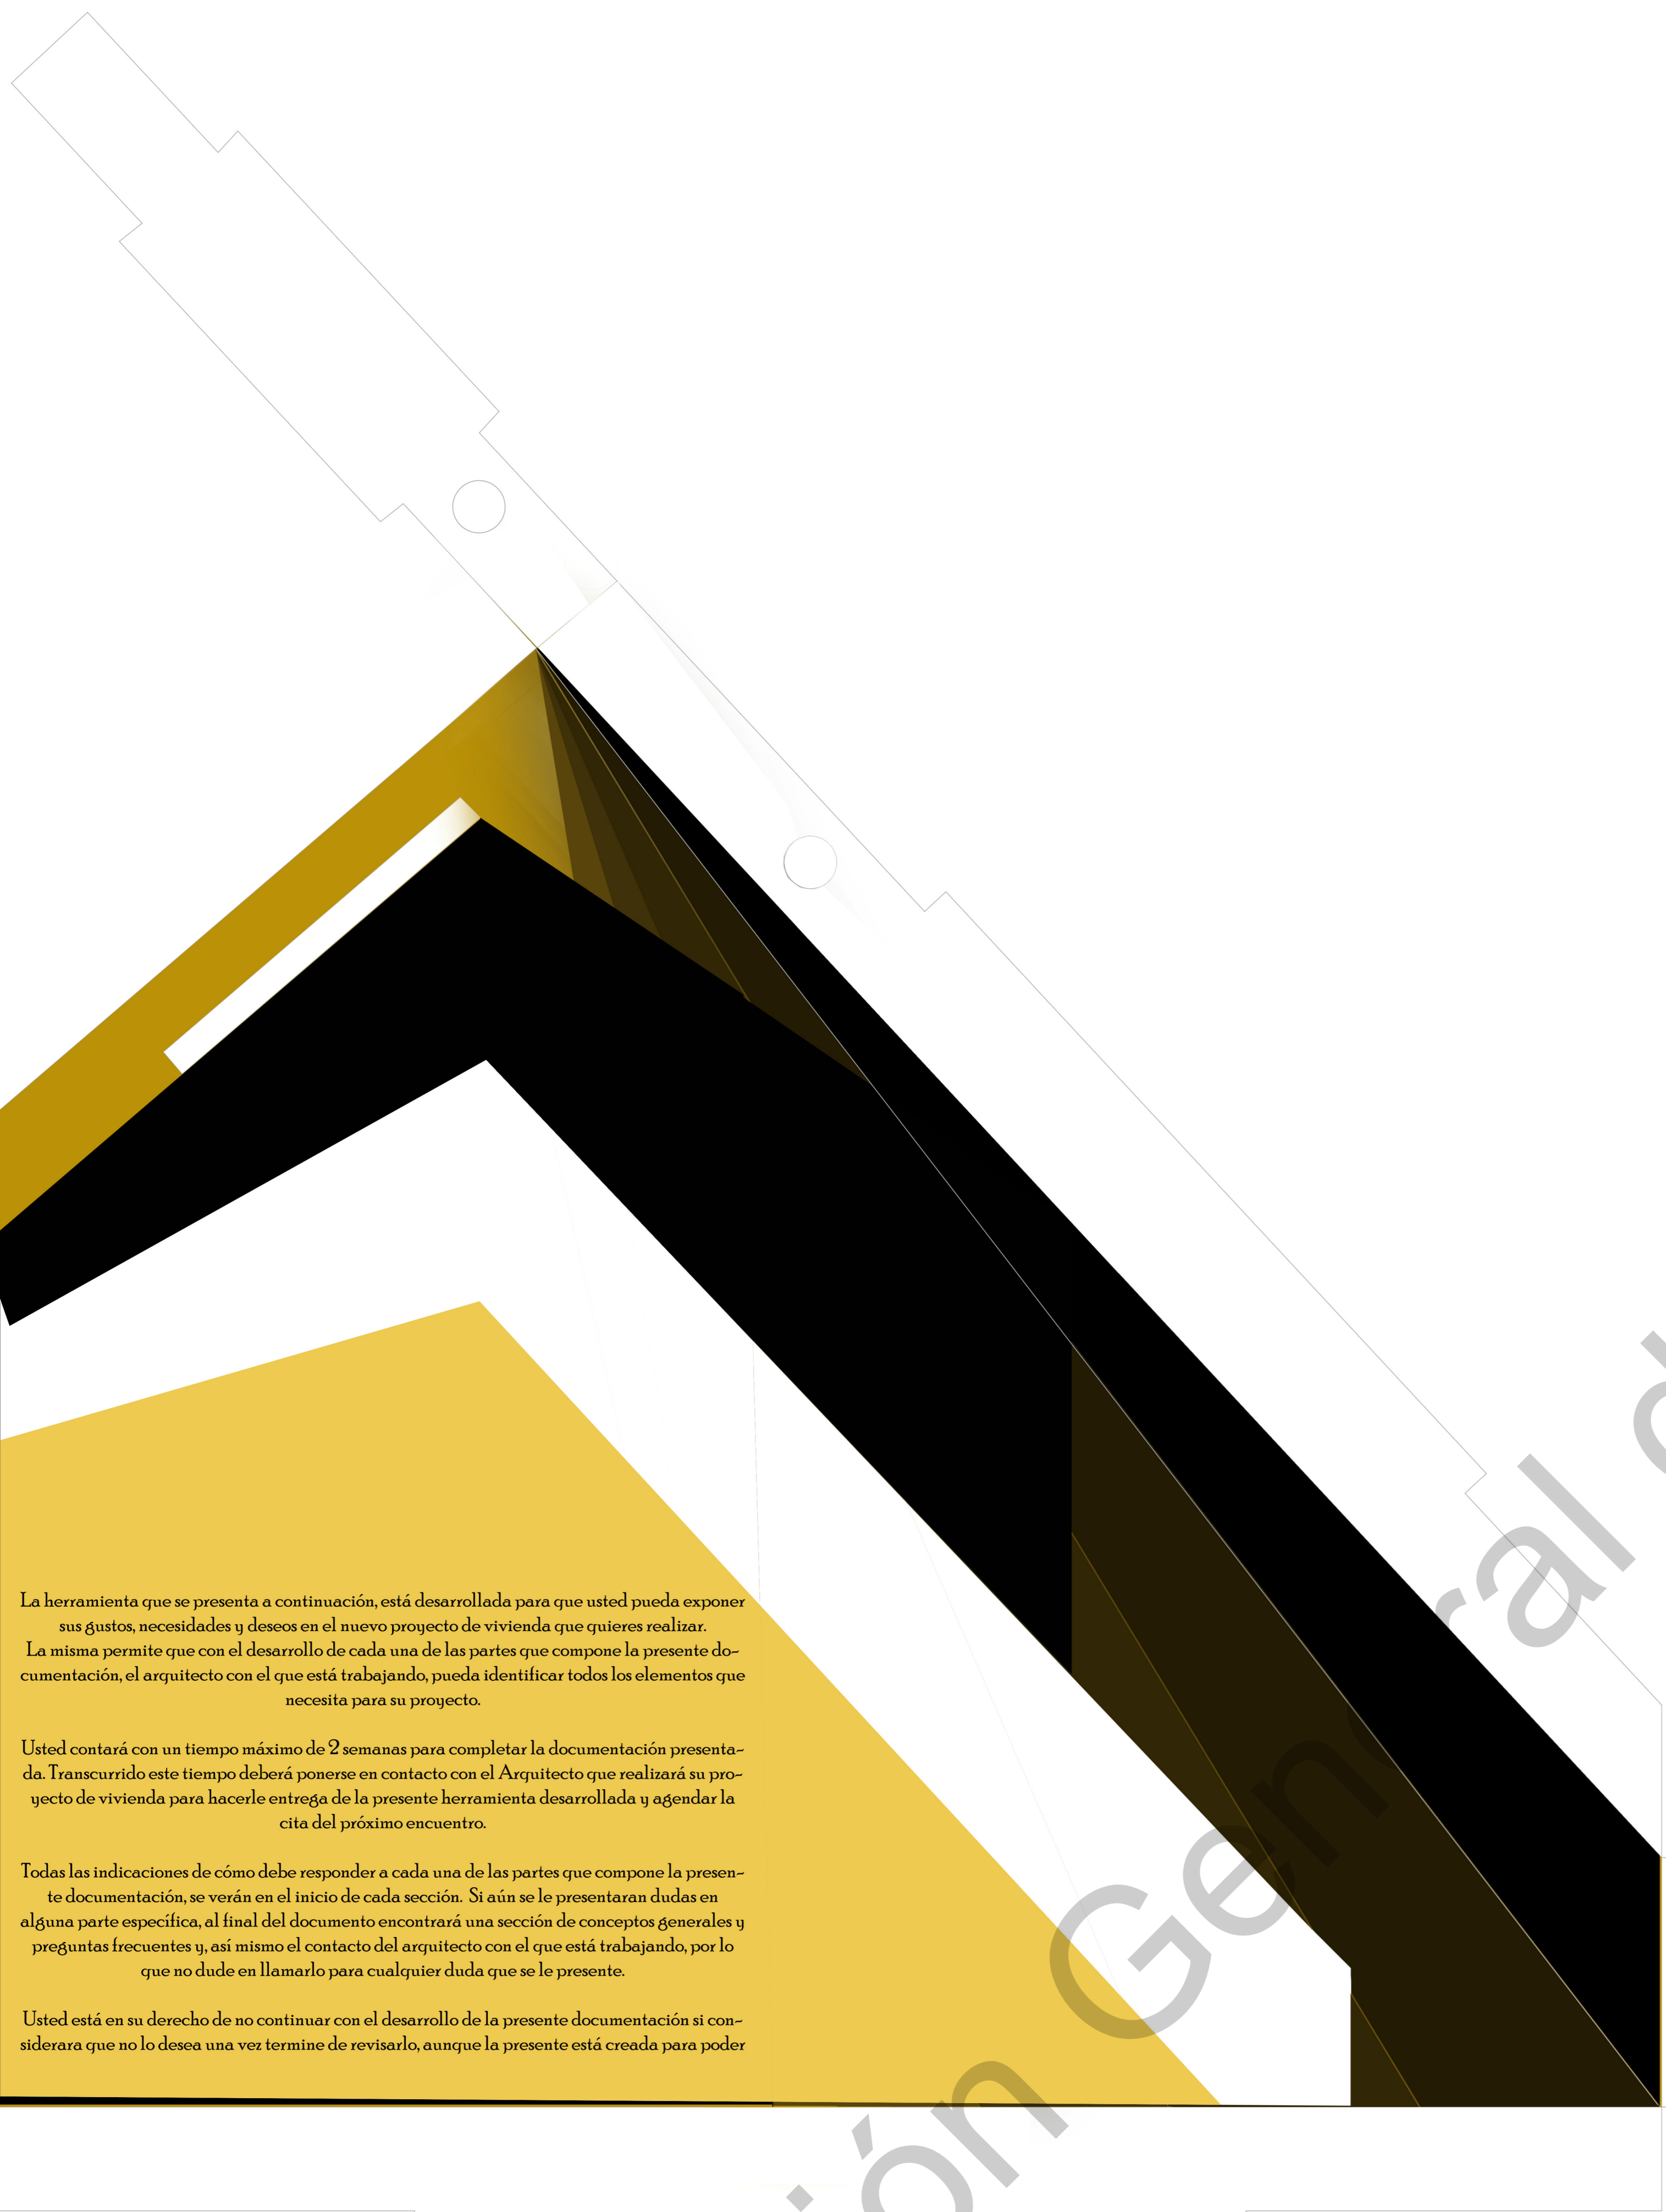 La herramienta que se presenta a continuación, está desarrollada para que usted pueda exponer
sus gustos, necesidades y deseos en el nuevo proyecto de vivienda que quieres realizar.
La misma permite que con el desarrollo de cada una de las partes que compone la presente do-
cumentación, el arquitecto con el que está trabajando, pueda identificar todos los elementos que
necesita para su proyecto.
Usted contará con un tiempo máximo de 2 semanas para completar la documentación presenta-
da. Transcurrido este tiempo deberá ponerse en contacto con el Arquitecto que realizará su pro-
yecto de vivienda para hacerle entrega de la presente herramienta desarrollada y agendar la
cita del próximo encuentro.
Todas las indicaciones de cómo debe responder a cada una de las partes que compone la presen-
te documentación, se verán en el inicio de cada sección. Si aún se le presentaran dudas en
alguna parte específica, al final del documento encontrará una sección de conceptos generales y
preguntas frecuentes y, así mismo el contacto del arquitecto con el que está trabajando, por lo
que no dude en llamarlo para cualquier duda que se le presente.
Usted está en su derecho de no continuar con el desarrollo de la presente documentación si con-
siderara que no lo desea una vez termine de revisarlo, aunque la presente está creada para poder
ión General d